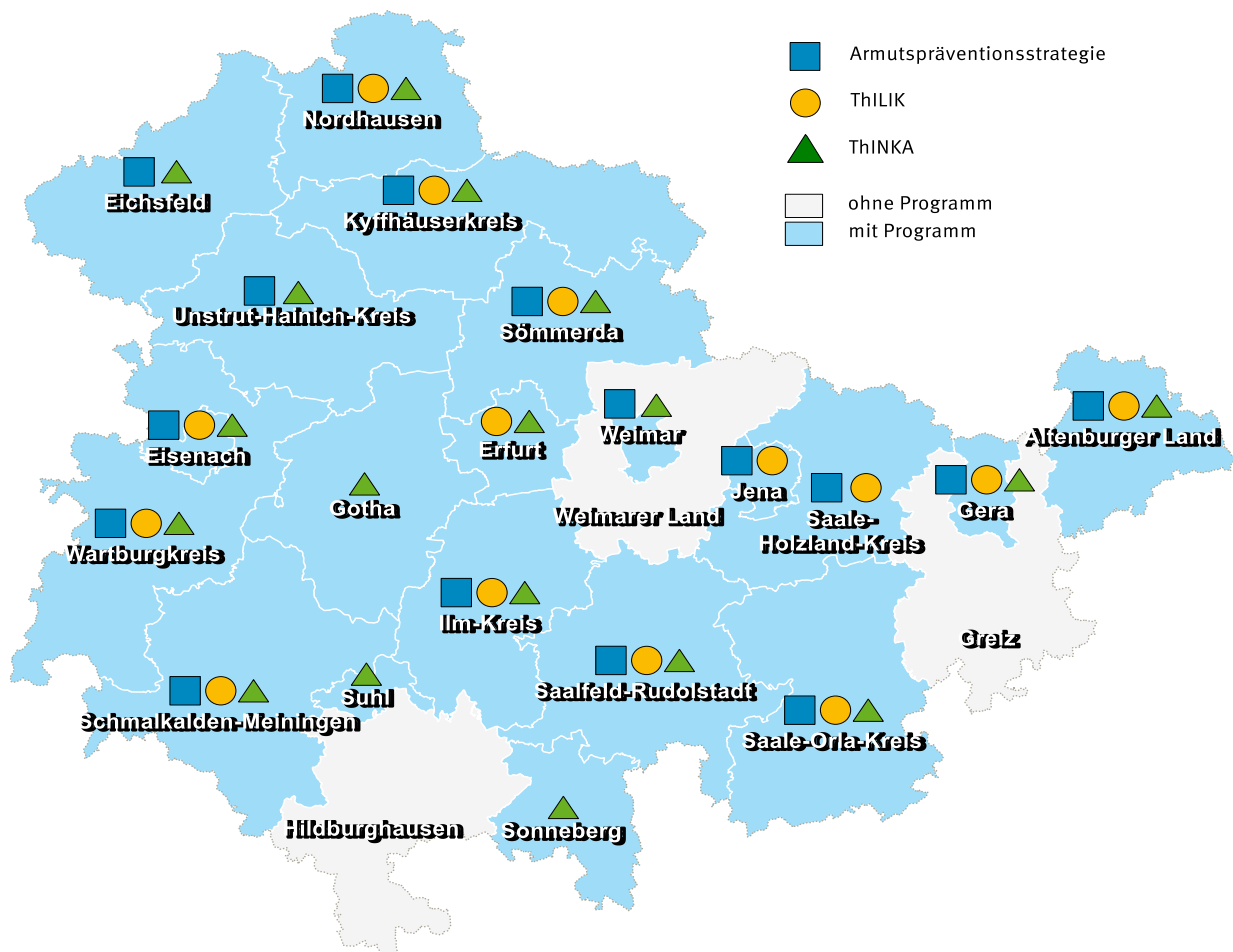 Armutspräventionsstrategie
ThILIK
ThINKA
ohne Programm
mit Programm
Nordhausen
Eichsfeld
Kyffhäuserkreis
Unstrut-Hainich-Kreis
Sömmerda
Altenburger Land
Eisenach
Erfurt
Weimar
Jena
Gera
Gotha
Weimarer Land
Saale-
Holzland-Kreis
Wartburgkreis
Ilm-Kreis
Greiz
Suhl
Saalfeld-Rudolstadt
Schmalkalden-Meiningen
Saale-Orla-Kreis
Hildburghausen
Sonneberg